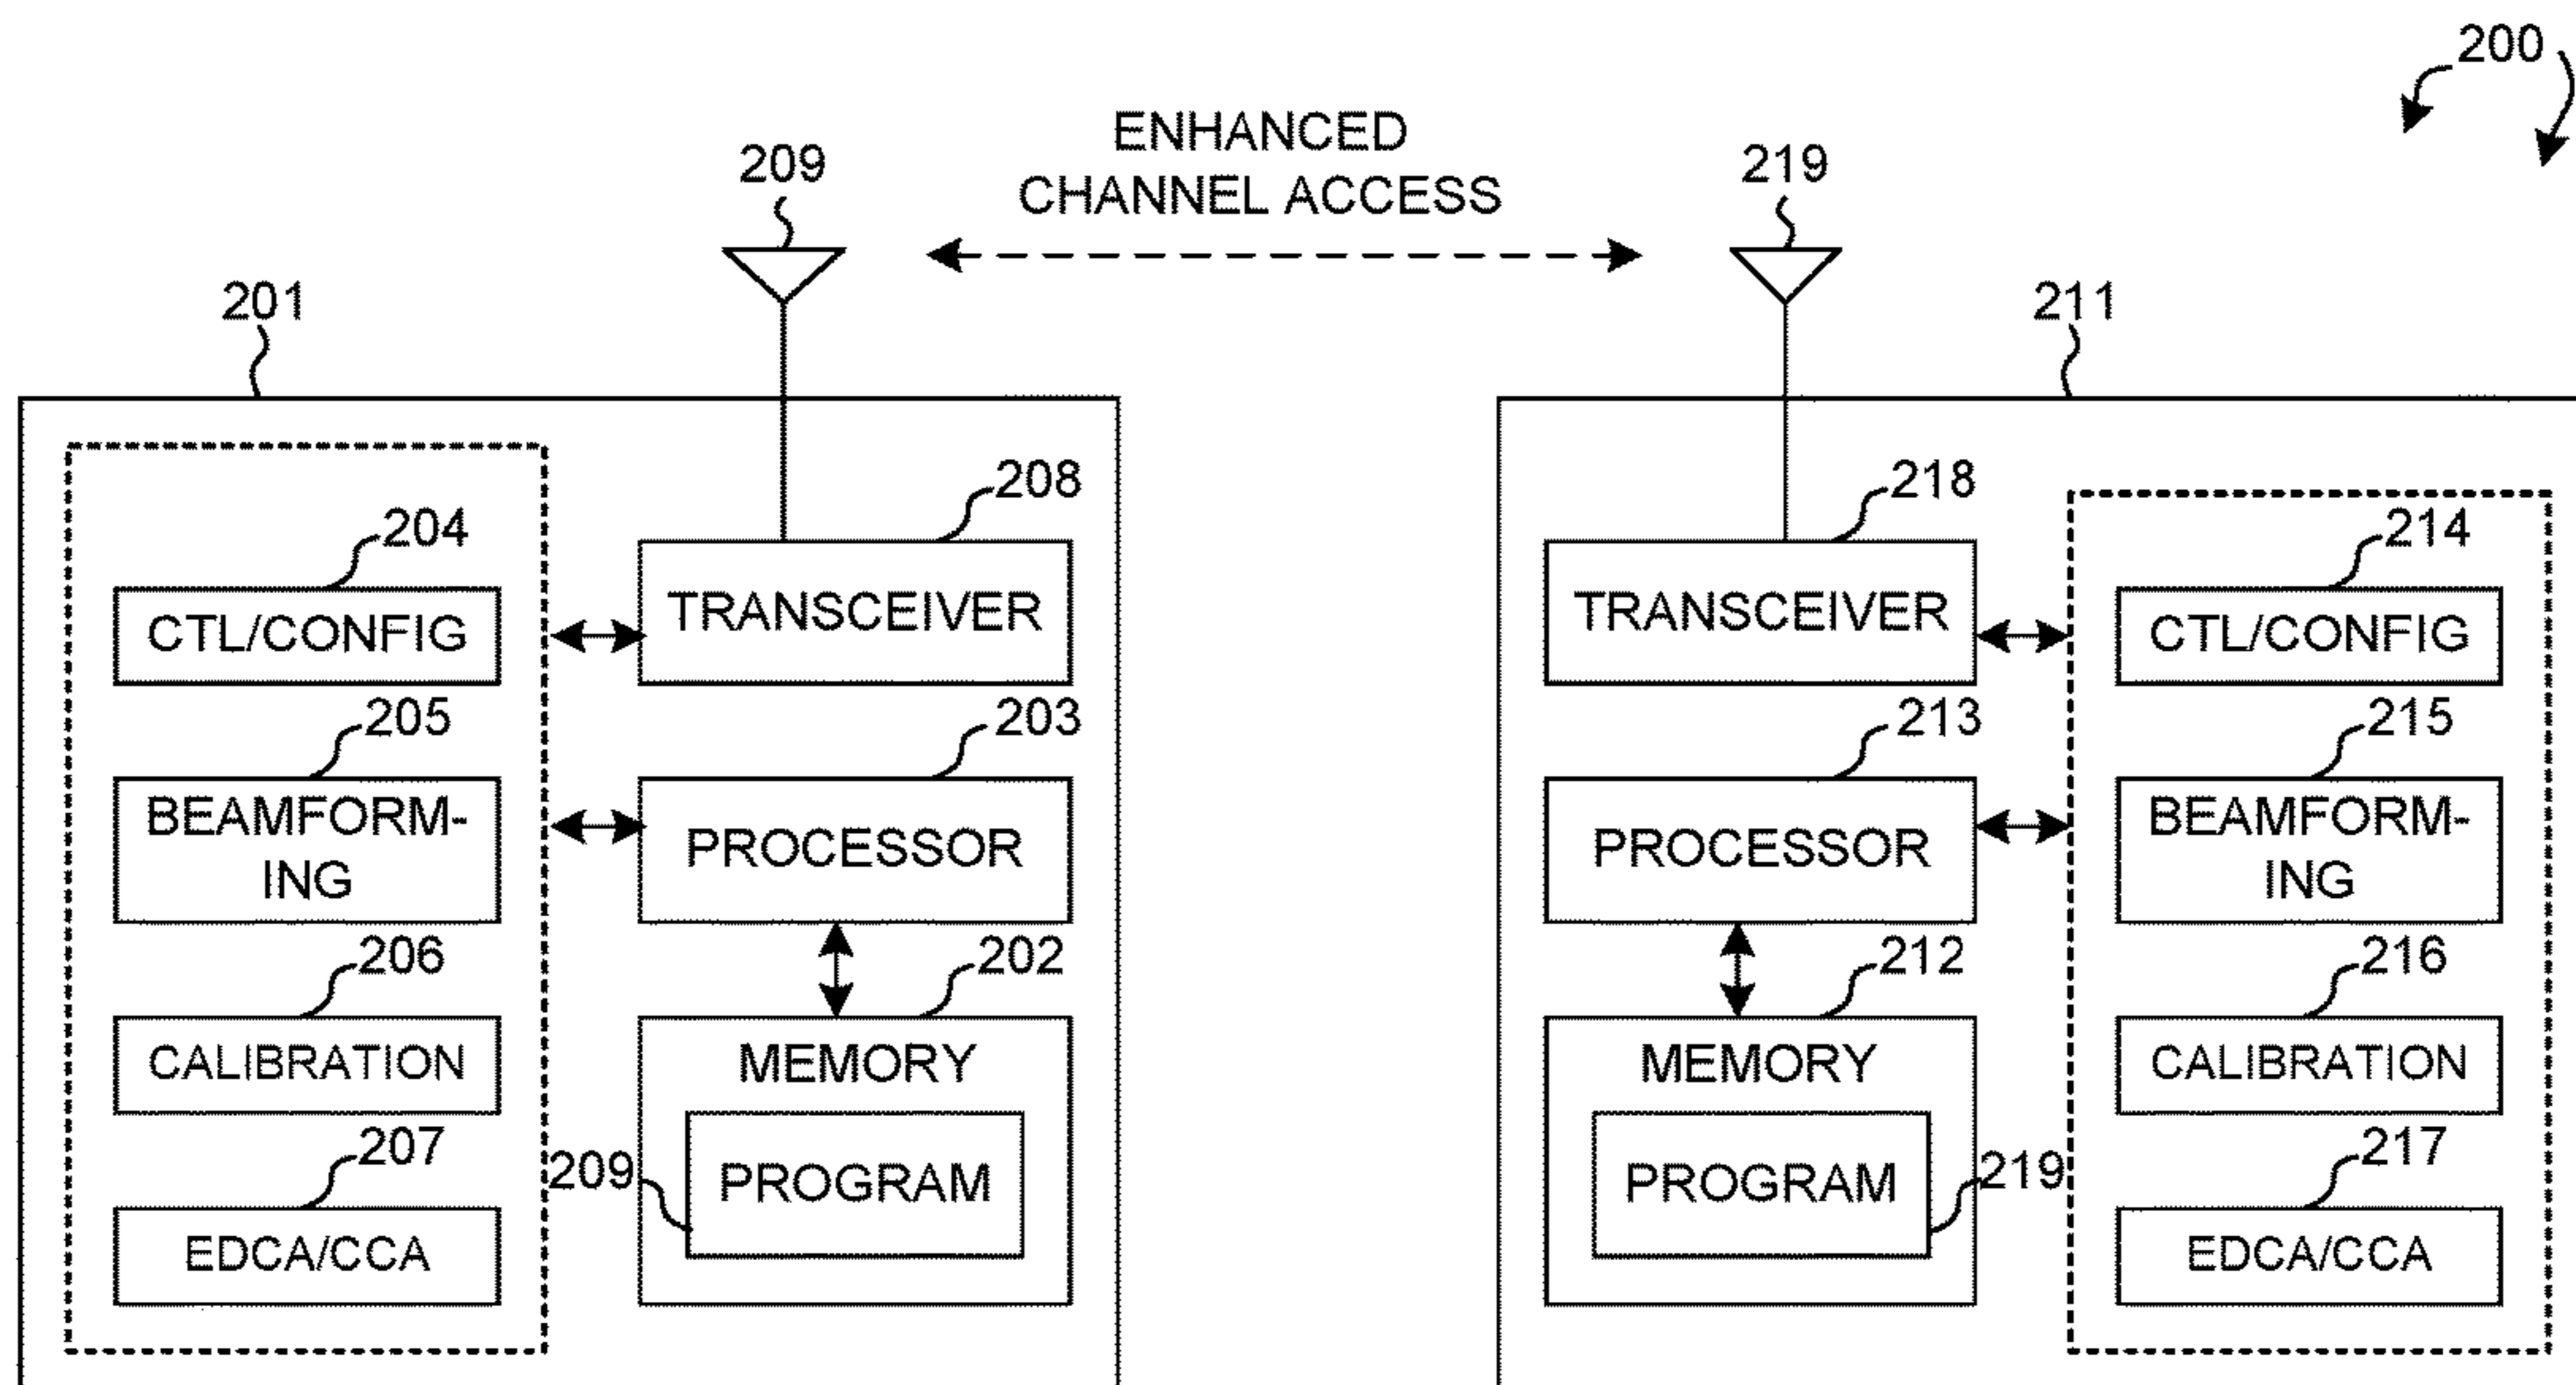 200
ENHANCED
CHANNEL ACCESS
209
219
201
211
208
204
TRANSCEIVER
CTL/CONFIG
203
205
PROCESSOR
BEAMFORM-
ING
202
206
MEMORY
CALIBRATION
207
209
PROGRAM
EDCA/CCA
218
214
TRANSCEIVER
CTL/CONFIG
213
215
PROCESSOR
BEAMFORM-
ING
212
216
MEMORY
CALIBRATION
217
219
PROGRAM
EDCA/CCA